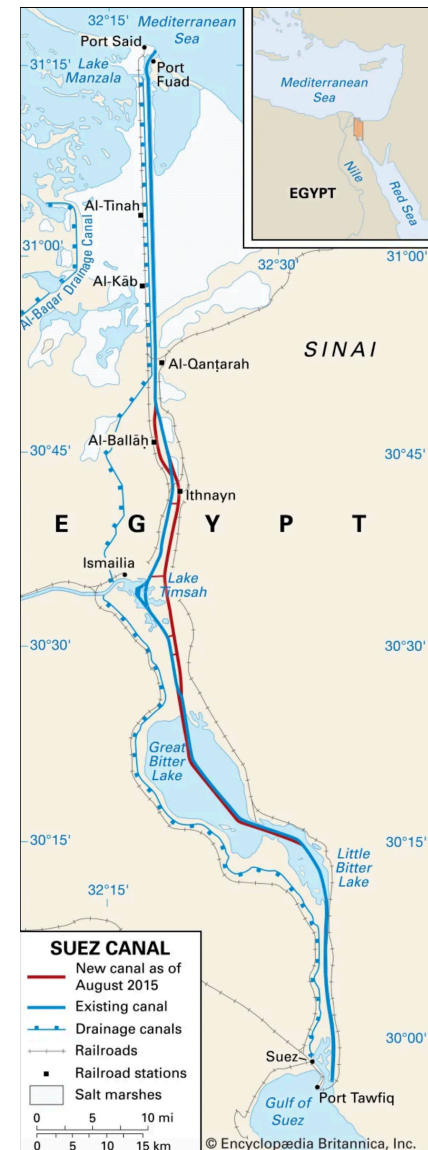 32°15'
Mediterranean
Sea
Port Said
31°15'
Lake
Manzala
Port
Fuad
Mediterranean
Sea
Nile
EGYPT
Red Sea
Al-Tinah
31°00'
Al-Baqar Drainage Canal
Al-Kāb
32°30'
31°00'
SINAI
Al-Qanṭarah
30°45'
Al-Ballāh
30°45'
Ithnayn
EGYPT
Ismailia
Lake
Timsah
30°30'
30°30'
Great
Bitter
Lake
30°15'
30°15'
Little
Bitter
Lake
32°15'
SUEZ CANAL
New canal as of
August 2015
Existing canal
Drainage canals
Railroads
Railroad stations
Salt marshes
0 5 10 mi
0 5 10 15 km
30°00'
Suez
Port Tawfiq
Gulf of
Suez
© Encyclopædia Britannica, Inc.